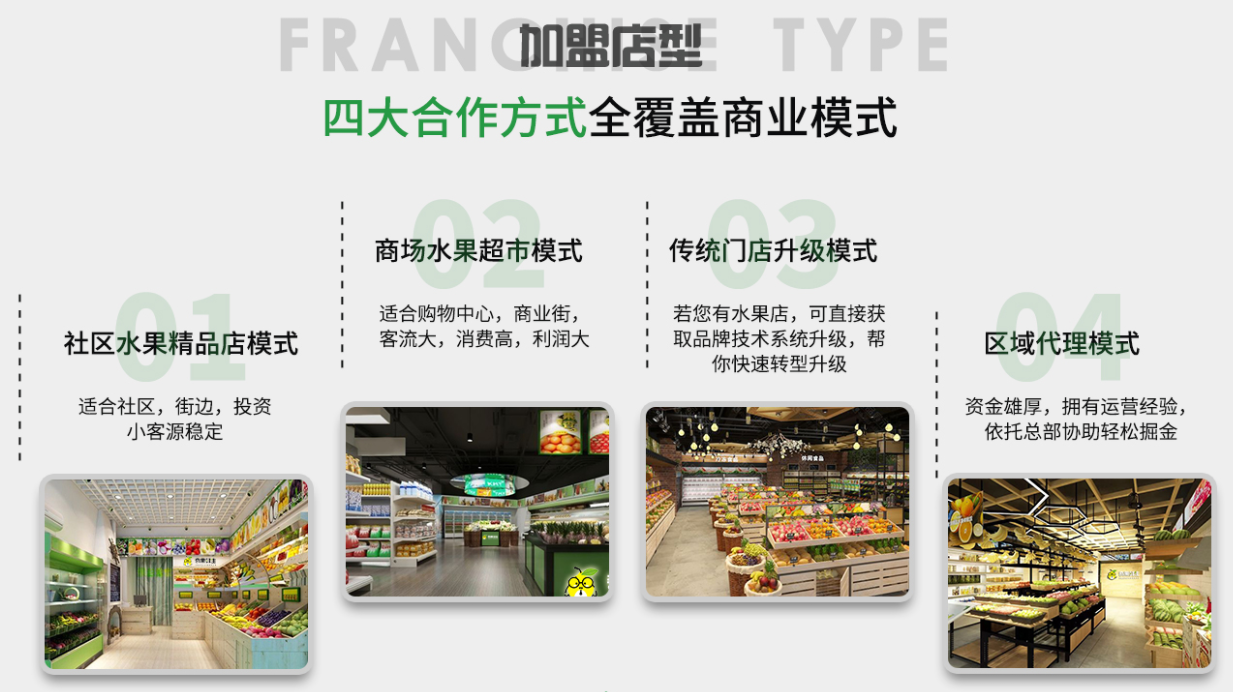 FRANCHISE TYPE
加盟店型
四大合作方式全覆盖商业模式
01
社区水果精品店模式
适合社区，街边，投资
小客源稳定
02
商场水果超市模式
适合购物中心，商业街，
客流大，消费高，利润大
03
传统门店升级模式
若您有水果店，可直接获
取品牌技术系统升级，帮
你快速转型升级
04
区域代理模式
资金雄厚，拥有运营经验，
依托总部协助轻松掘金
休闲食品